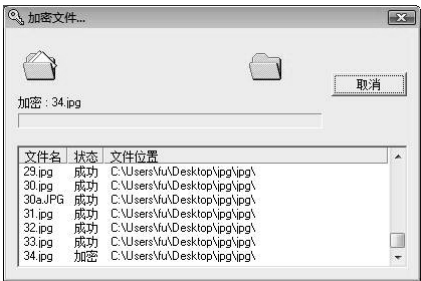 加密文件...
取消
加密 : 34.jpg
文件名 状态 文件位置
29.jpg 成功 C:\Users\fu\Desktop\jpg\jpg\
30.jpg 成功 C:\Users\fu\Desktop\jpg\jpg\
30a.JPG 成功 C:\Users\fu\Desktop\jpg\jpg\
31.jpg 成功 C:\Users\fu\Desktop\jpg\jpg\
32.jpg 成功 C:\Users\fu\Desktop\jpg\jpg\
33.jpg 成功 C:\Users\fu\Desktop\jpg\jpg\
34.jpg 加密 C:\Users\fu\Desktop\jpg\jpg\